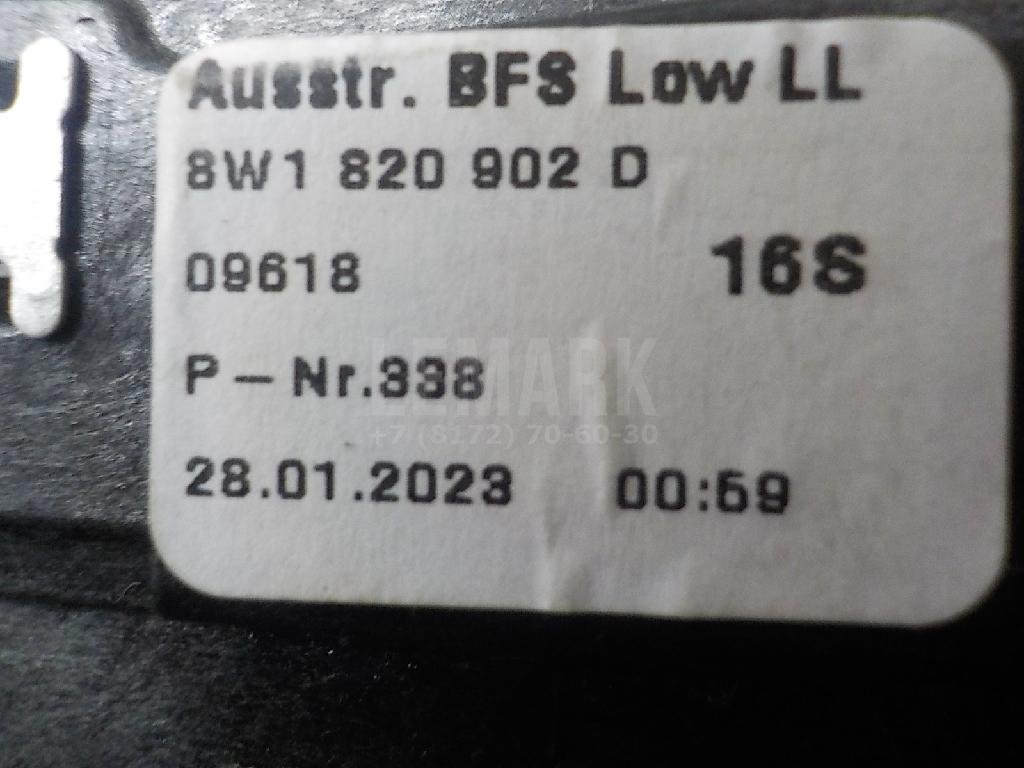 Ausstr. BFS Low LL
8W1 820 902 D
09618 16S
P-Nr.338
LEMARK
+7 (8172) 70-60-30
28.01.2023 00:59